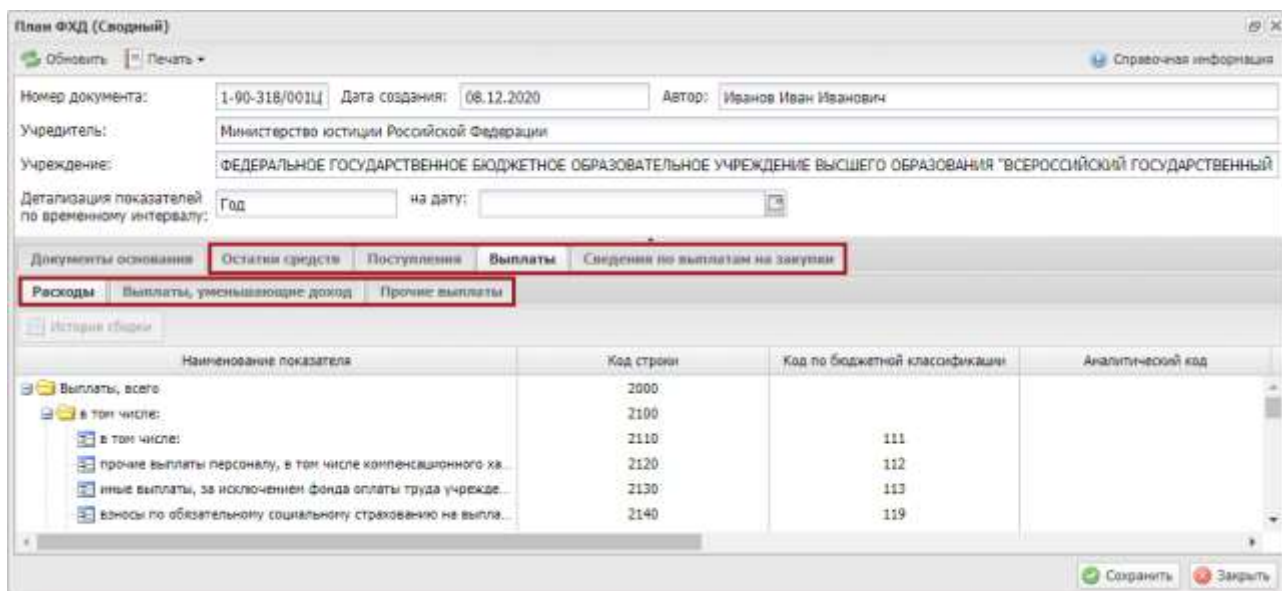 План ФХД (Сводный)
Обновить Печать Справочная информация
Номер документа: 1-90-318/001Ц Дата создания: 08.12.2020 Автор: Иванов Иван Иванович
Учредитель: Министерство юстиции Российской Федерации
Учреждение: ФЕДЕРАЛЬНОЕ ГОСУДАРСТВЕННОЕ БЮДЖЕТНОЕ ОБРАЗОВАТЕЛЬНОЕ УЧРЕЖДЕНИЕ ВЫСШЕГО ОБРАЗОВАНИЯ "ВСЕРОССИЙСКИЙ ГОСУДАРСТВЕННЫЙ
Детализация показателей
по временному интервалу: Год на дату:
Документы основания Остатки средств Поступления Выплаты Сведения по выплатам на закупки
Расходы Выплаты, уменьшающие доход Прочие выплаты
История сборки
Наименование показателя Код строки Код по бюджетной классификации Аналитический код
Выплаты, всего 2000
в том числе: 2100
в том числе: 2110 111
прочие выплаты персоналу, в том числе компенсационного ха... 2120 112
иные выплаты, за исключением фонда оплаты труда учрежде... 2130 113
взносы по обязательному социальному страхованию на выпла... 2140 119
Сохранить Закрыть